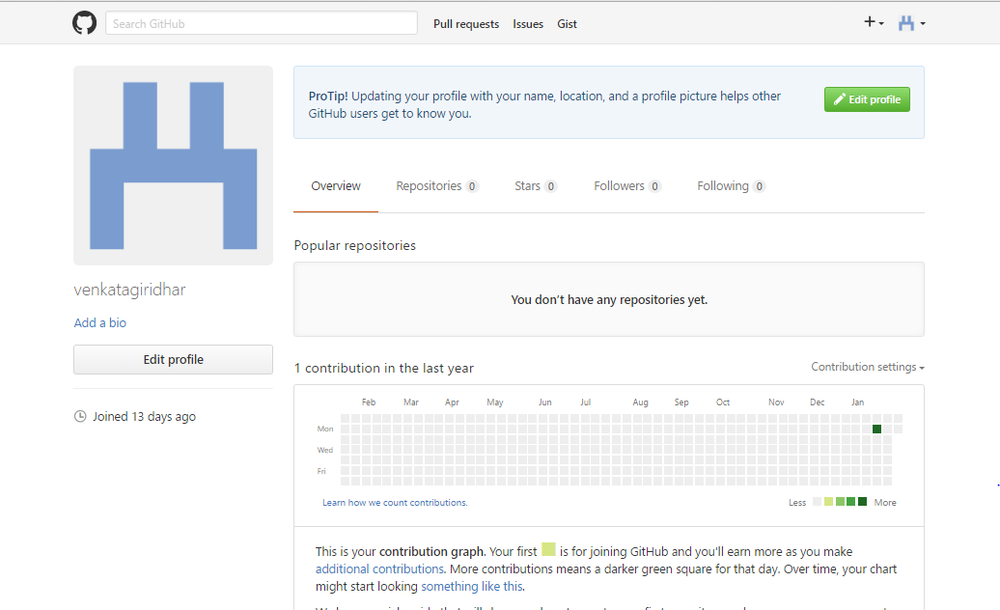 Search GitHub Pull requests Issues Gist
ProTip! Updating your profile with your name, location, and a profile picture helps other
GitHub users get to know you.
Edit profile
Overview Repositories 0 Stars 0 Followers 0 Following 0
venkatagiridhar
Add a bio
Edit profile
Joined 13 days ago
Popular repositories
You don't have any repositories yet.
1 contribution in the last year
Contribution settings
Feb Mar Apr May Jun Jul Aug Sep Oct Nov Dec Jan
Mon
Wed
Fri
Learn how we count contributions.
Less More
This is your contribution graph. Your first is for joining GitHub and you'll earn more as you make
additional contributions. More contributions means a darker green square for that day. Over time, your chart
might start looking something like this.